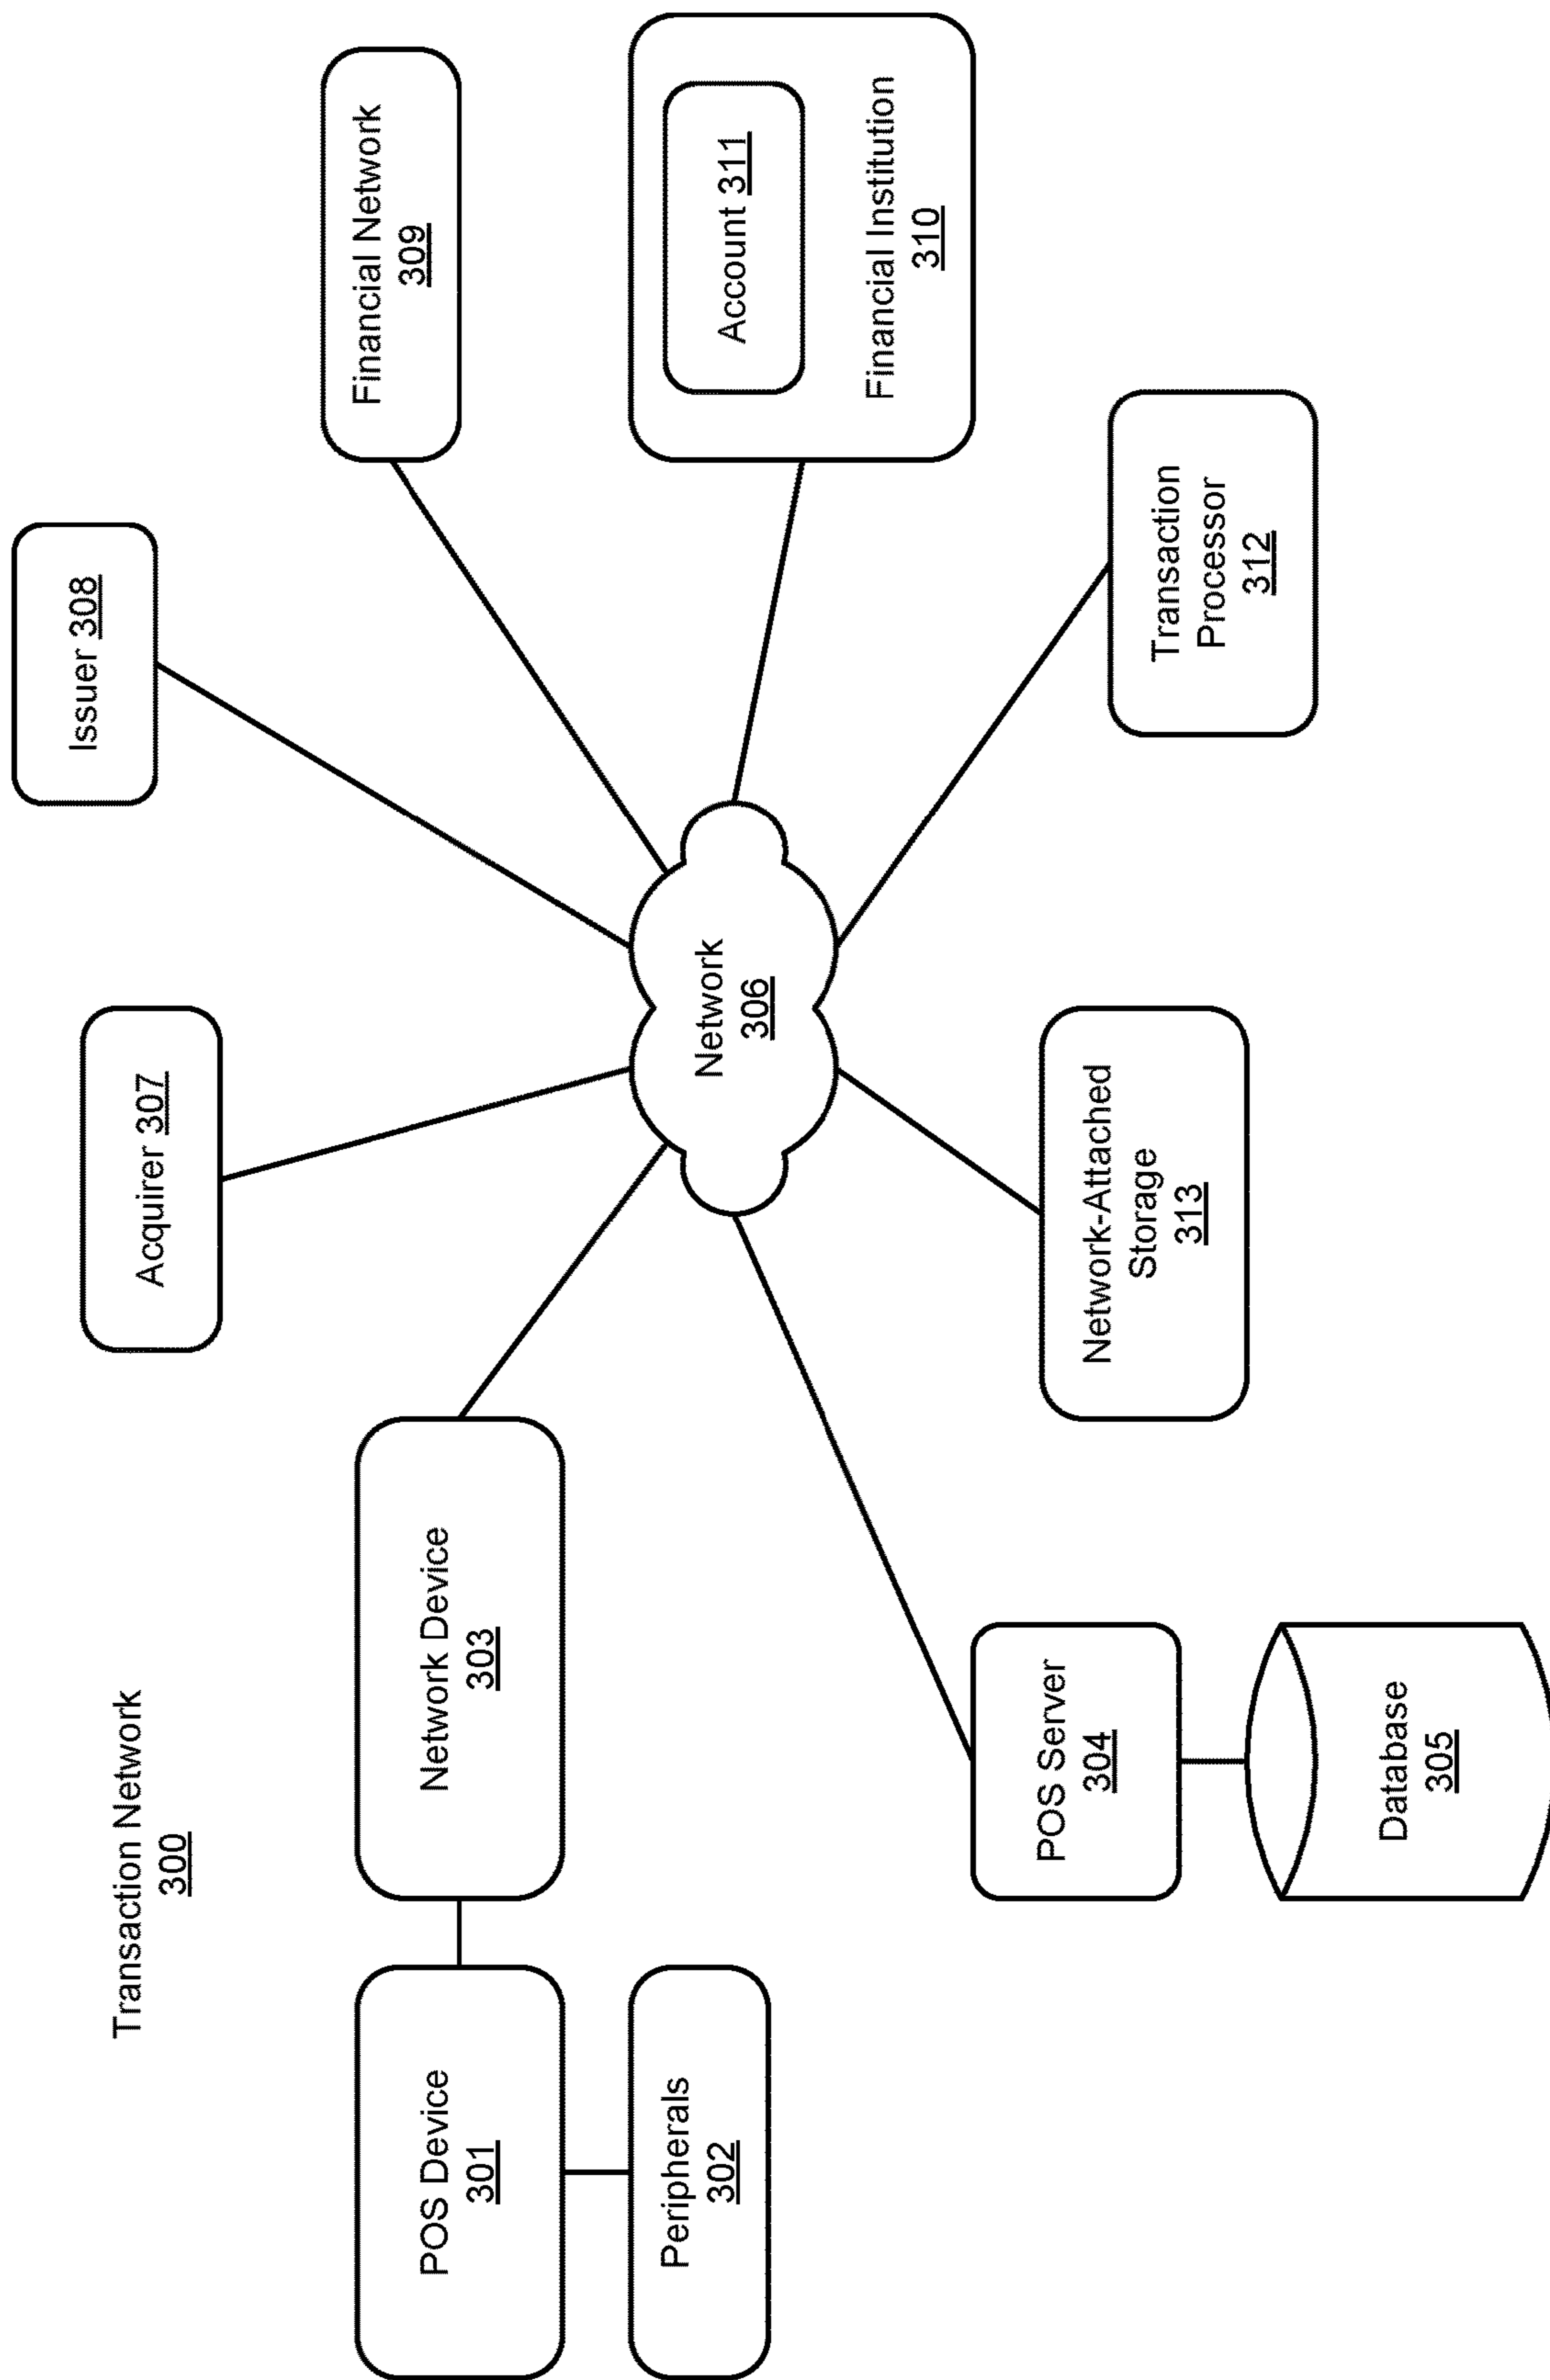 Transaction Network
300
POS Device
301
Peripherals
302
Network Device
303
POS Server
304
Database
305
Network
306
Acquirer 307
Issuer 308
Financial Network
309
Account 311
Financial Institution
310
Transaction
Processor
312
Network-Attached
Storage
313